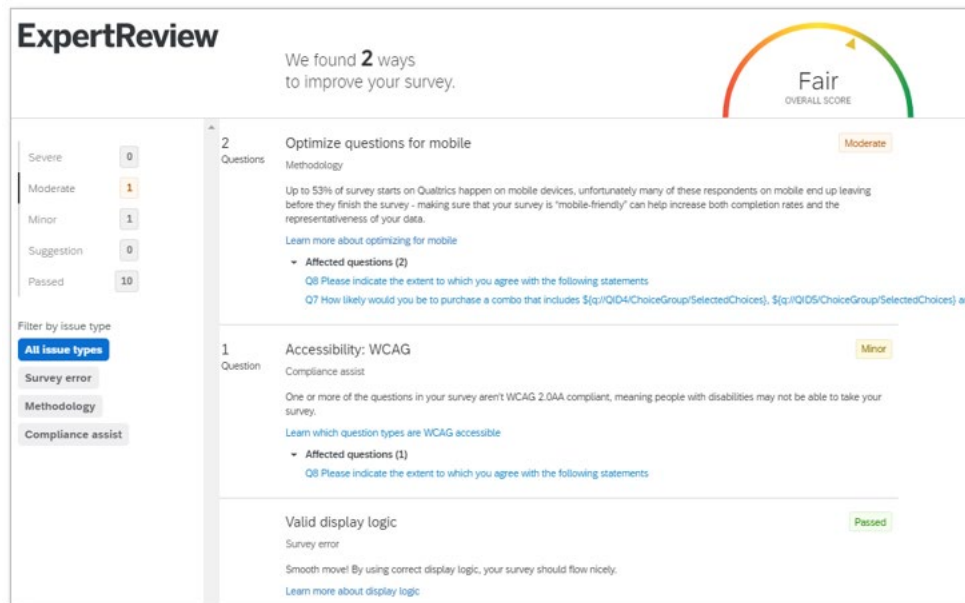 ExpertReview
We found 2 ways
to improve your survey.
Fair
OVERALL SCORE
Severe 0
Moderate 1
Minor 1
Suggestion 0
Passed 10
Filter by issue type
All issue types
Survey error
Methodology
Compliance assist
2
Questions
Optimize questions for mobile
Moderate
Methodology
Up to 53% of survey starts on Qualtrics happen on mobile devices, unfortunately many of these respondents on mobile end up leaving
before they finish the survey - making sure that your survey is "mobile-friendly" can help increase both completion rates and the
representativeness of your data.
Learn more about optimizing for mobile
Affected questions (2)
Q8 Please indicate the extent to which you agree with the following statements
Q7 How likely would you be to purchase a combo that includes ${q://QID4/ChoiceGroup/SelectedChoices}, ${q://QID5/ChoiceGroup/SelectedChoices}
1
Question
Accessibility: WCAG
Minor
Compliance assist
One or more of the questions in your survey aren't WCAG 2.0AA compliant, meaning people with disabilities may not be able to take your
survey.
Learn which question types are WCAG accessible
Affected questions (1)
Q8 Please indicate the extent to which you agree with the following statements
Valid display logic
Passed
Survey error
Smooth move! By using correct display logic, your survey should flow nicely.
Learn more about display logic